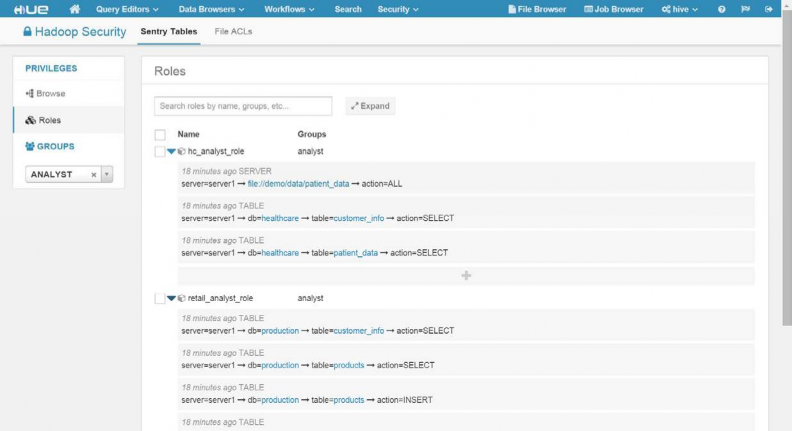 HUE Query Editors Data Browsers Workflows Search Security File Browser Job Browser hive
Hadoop Security Sentry Tables File ACLs
PRIVILEGES
Browse
Roles
GROUPS
ANALYST ×
Roles
Search roles by name, groups, etc... Expand
Name Groups
hc_analyst_role analyst
18 minutes ago SERVER
server=server1 → file://demo/data/patient_data → action=ALL
18 minutes ago TABLE
server=server1 → db=healthcare → table=customer_info → action=SELECT
18 minutes ago TABLE
server=server1 → db=healthcare → table=patient_data → action=SELECT
+
retail_analyst_role analyst
18 minutes ago TABLE
server=server1 → db=production → table=customer_info → action=SELECT
18 minutes ago TABLE
server=server1 → db=production → table=products → action=SELECT
18 minutes ago TABLE
server=server1 → db=production → table=products → action=INSERT
18 minutes ago TABLE